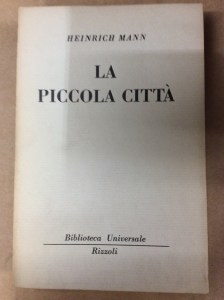 HEINRICH MANN
LA
PICCOLA CITTÀ
Biblioteca Universale
Rizzoli